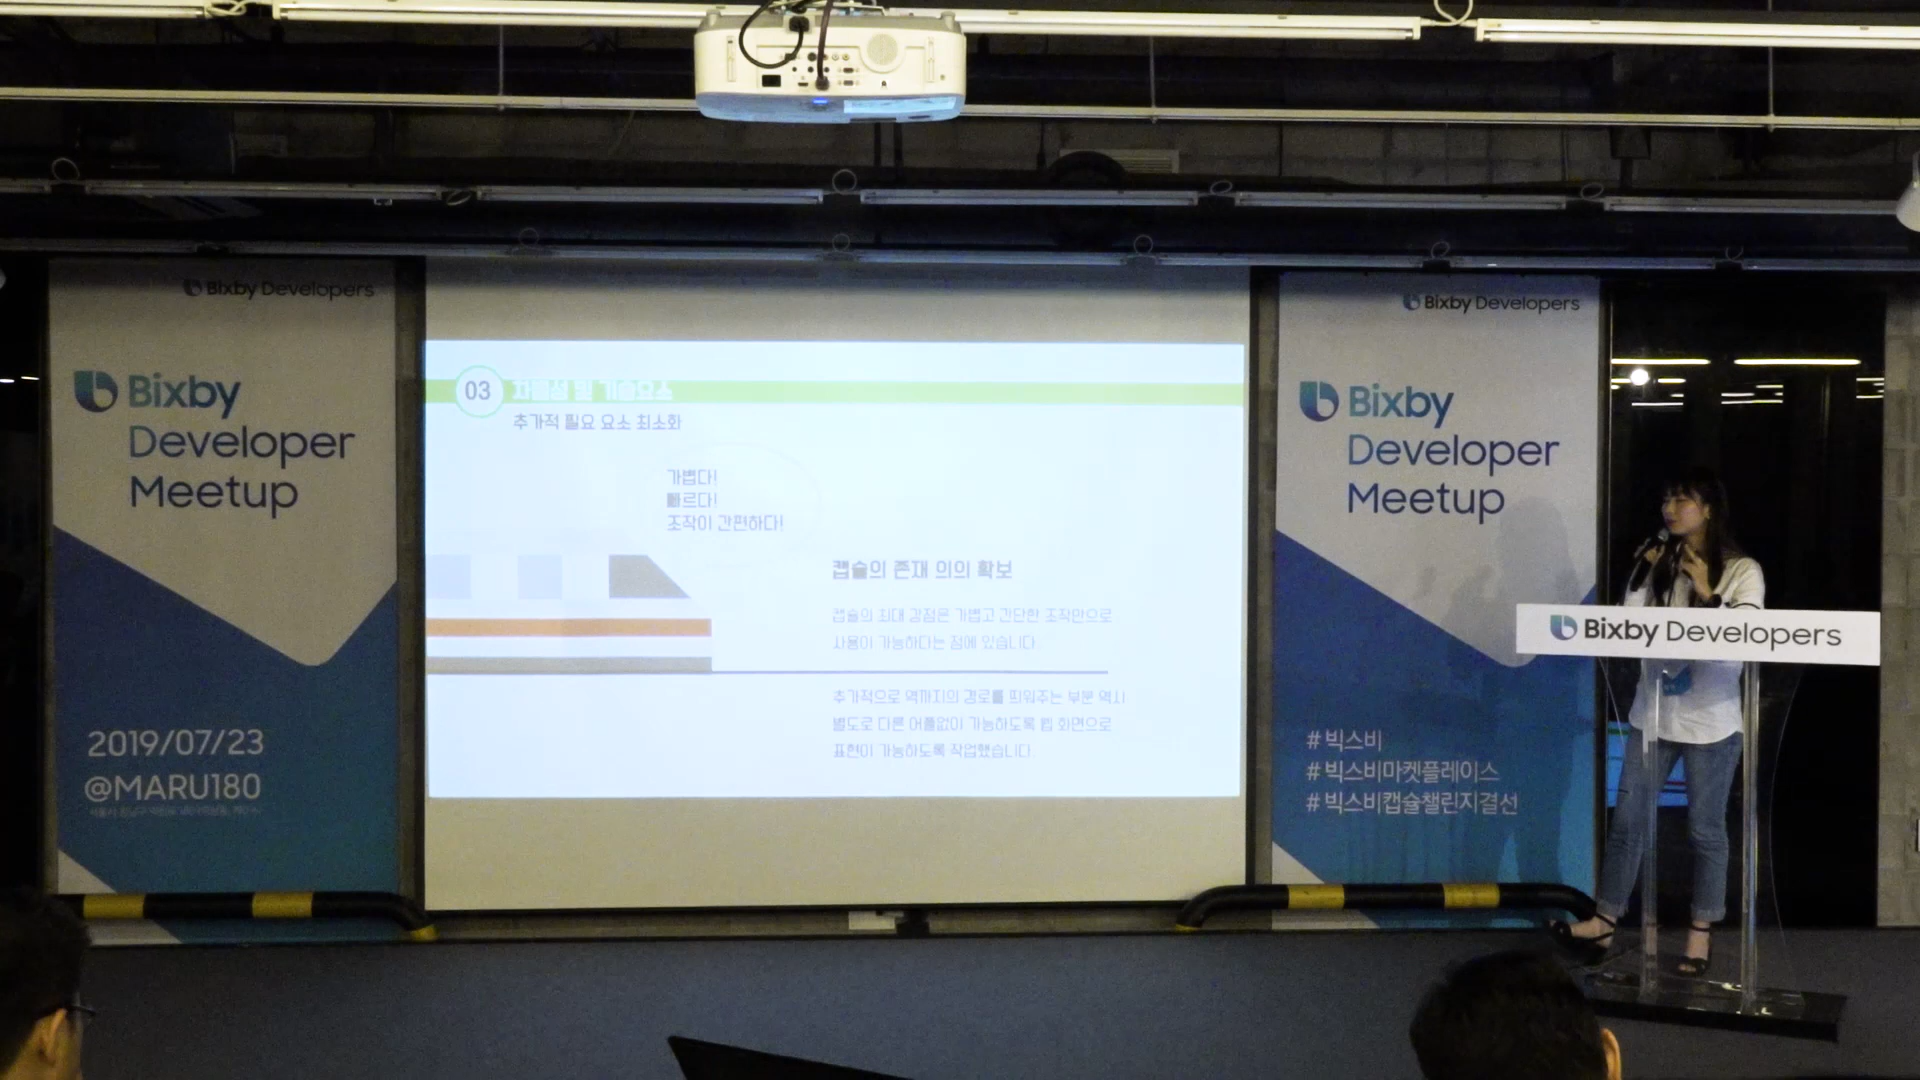 Bixby Developers
Bixby
Developer
Meetup
2019/07/23
@MARU180
03 차별성 및 기술요소
추가적 필요 요소 최소화
가볍다!
빠르다!
조작이 간편하다!
캡슐의 존재 의의 확보
캡슐의 최대 강점은 가볍고 간단한 조작만으로
사용이 가능하다는 점에 있습니다.
추가적으로 역까지의 경로를 띄워주는 부분 역시
별도로 다른 어플없이 가능하도록 웹 화면으로
표현이 가능하도록 작업했습니다.
Bixby Developers
Bixby
Developer
Meetup
#빅스비
#빅스비마켓플레이스
#빅스비캡슐챌린지결선
Bixby Developers